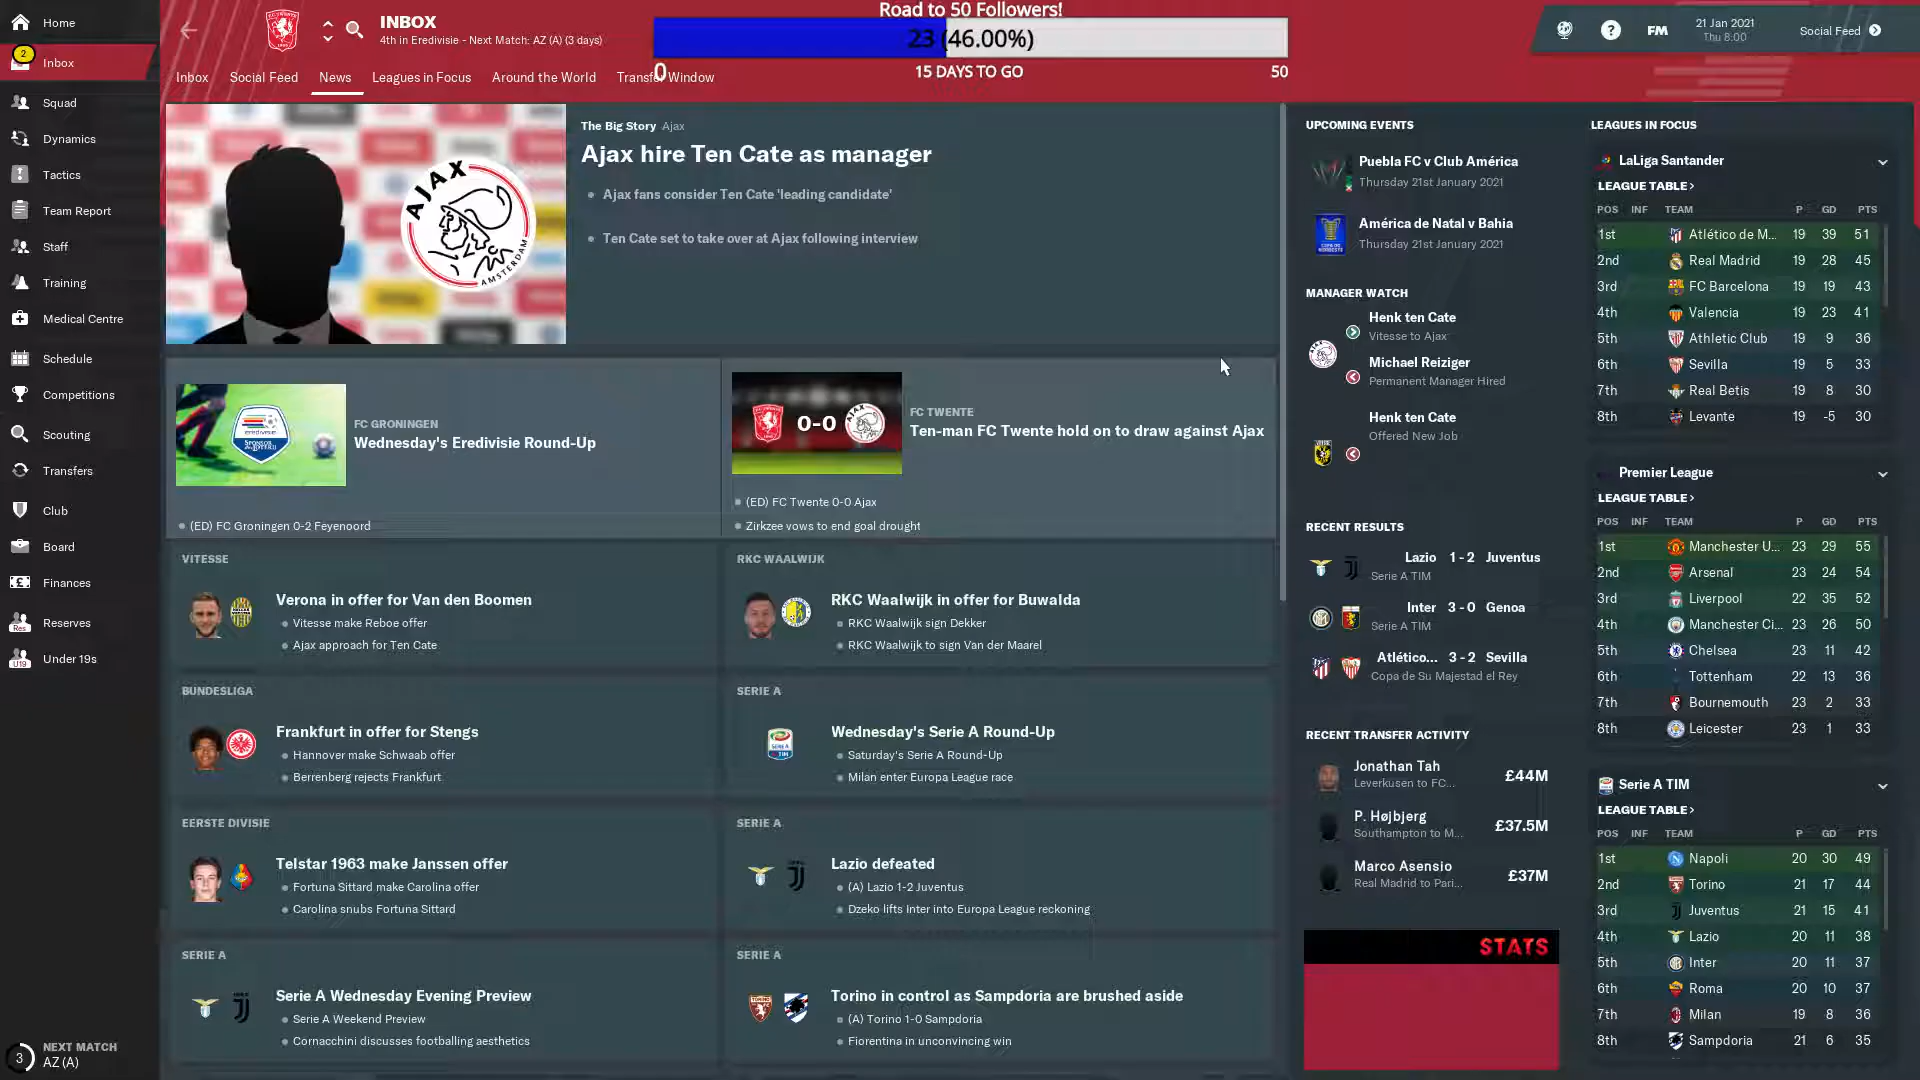 Home
2
Inbox
Squad
Dynamics
Tactics
Team Report
Staff
Training
Medical Centre
Schedule
Competitions
Scouting
Transfers
Club
Board
Finances
Res
Reserves
U19
Under 19s
3
NEXT MATCH
AZ (A)
INBOX
4th in Eredivisie - Next Match: AZ (A) (3 days)
Road to 50 Followers!
23 (46.00%)
0
15 DAYS TO GO
50
?
FM
21 Jan 2021
Thu 8:00
Social Feed
Inbox Social Feed News Leagues in Focus Around the World Transfer Window
AJAX
AMSTERDAM
The Big Story Ajax
Ajax hire Ten Cate as manager
Ajax fans consider Ten Cate 'leading candidate'
Ten Cate set to take over at Ajax following interview
FC GRONINGEN
Wednesday's Eredivisie Round-Up
(ED) FC Groningen 0-2 Feyenoord
0-0
FC TWENTE
Ten-man FC Twente hold on to draw against Ajax
(ED) FC Twente 0-0 Ajax
Zirkzee vows to end goal drought
VITESSE
Verona in offer for Van den Boomen
Vitesse make Reboe offer
Ajax approach for Ten Cate
RKC WAALWIJK
RKC Waalwijk in offer for Buwalda
RKC Waalwijk sign Dekker
RKC Waalwijk to sign Van der Maarel
BUNDESLIGA
Frankfurt in offer for Stengs
Hannover make Schwaab offer
Berrenberg rejects Frankfurt
SERIE A
Wednesday's Serie A Round-Up
Saturday's Serie A Round-Up
Milan enter Europa League race
EERSTE DIVISIE
Telstar 1963 make Janssen offer
Fortuna Sittard make Carolina offer
Carolina snubs Fortuna Sittard
SERIE A
Lazio defeated
(A) Lazio 1-2 Juventus
Dzeko lifts Inter into Europa League reckoning
SERIE A
Serie A Wednesday Evening Preview
Serie A Weekend Preview
Cornacchini discusses footballing aesthetics
SERIE A
Torino in control as Sampdoria are brushed aside
(A) Torino 1-0 Sampdoria
Fiorentina in unconvincing win
UPCOMING EVENTS
Puebla FC v Club América
Thursday 21st January 2021
América de Natal v Bahia
Thursday 21st January 2021
MANAGER WATCH
Henk ten Cate
Vitesse to Ajax
Michael Reiziger
Permanent Manager Hired
Henk ten Cate
Offered New Job
RECENT RESULTS
Lazio 1 - 2 Juventus
Serie A TIM
Inter 3 - 0 Genoa
Serie A TIM
Atlético... 3 - 2 Sevilla
Copa de Su Majestad el Rey
RECENT TRANSFER ACTIVITY
Jonathan Tah
Leverkusen to FC...
£44M
P. Højbjerg
Southampton to M...
£37.5M
Marco Asensio
Real Madrid to Pari...
£37M
STATS
LEAGUES IN FOCUS
LaLiga Santander
LEAGUE TABLE >
POS INF TEAM P GD PTS
1st Atlético de M... 19 39 51
2nd Real Madrid 19 28 45
3rd FC Barcelona 19 19 43
4th Valencia 19 23 41
5th Athletic Club 19 9 36
6th Sevilla 19 5 33
7th Real Betis 19 8 30
8th Levante 19 -5 30
Premier League
LEAGUE TABLE >
POS INF TEAM P GD PTS
1st Manchester U... 23 29 55
2nd Arsenal 23 24 54
3rd Liverpool 22 35 52
4th Manchester Ci... 23 26 50
5th Chelsea 23 11 42
6th Tottenham 22 13 36
7th Bournemouth 23 2 33
8th Leicester 23 1 33
Serie A TIM
LEAGUE TABLE >
POS INF TEAM P GD PTS
1st Napoli 20 30 49
2nd Torino 21 17 44
3rd Juventus 21 15 41
4th Lazio 20 11 38
5th Inter 20 11 37
6th Roma 20 10 37
7th Milan 19 8 36
8th Sampdoria 21 6 35